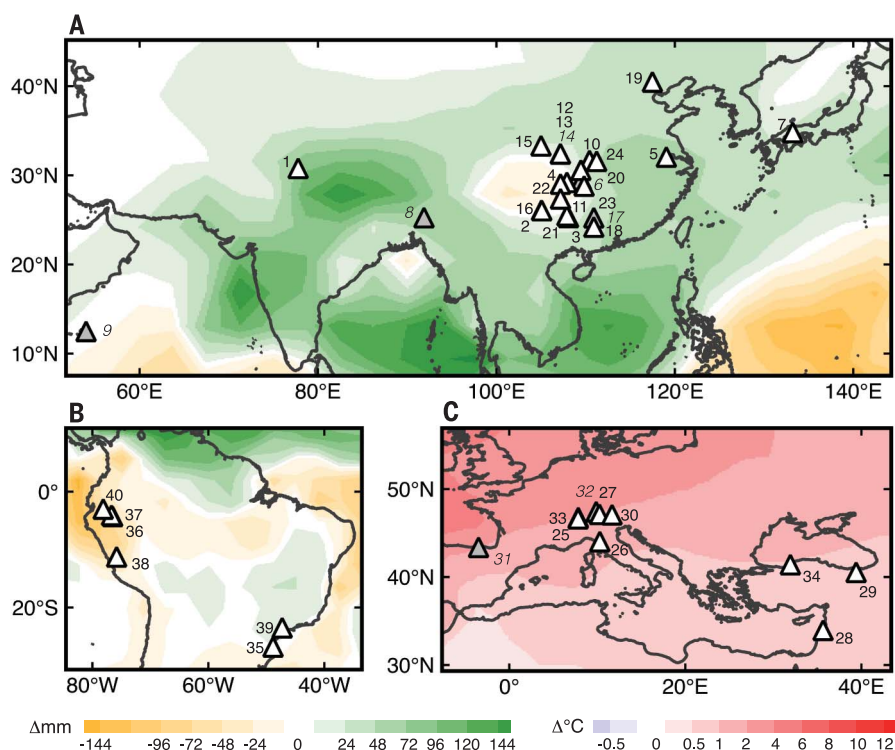 A
40°N
30°N
20°N
10°N
19
12
13
14
15
10
24
7
5
1
4
22
6
20
8
16
2
11
23
17
21
3
18
9
60°E
80°E
100°E
120°E
140°E
B
0°
20°S
40
37
36
38
39
35
80°W
60°W
40°W
C
50°N
40°N
30°N
32
27
33
25
30
26
31
34
29
28
0°
20°E
40°E
Δmm
-144 -96 -72 -48 -24 0 24 48 72 96 120 144
Δ°C
-0.5 0 0.5 1 2 4 6 8 10 12